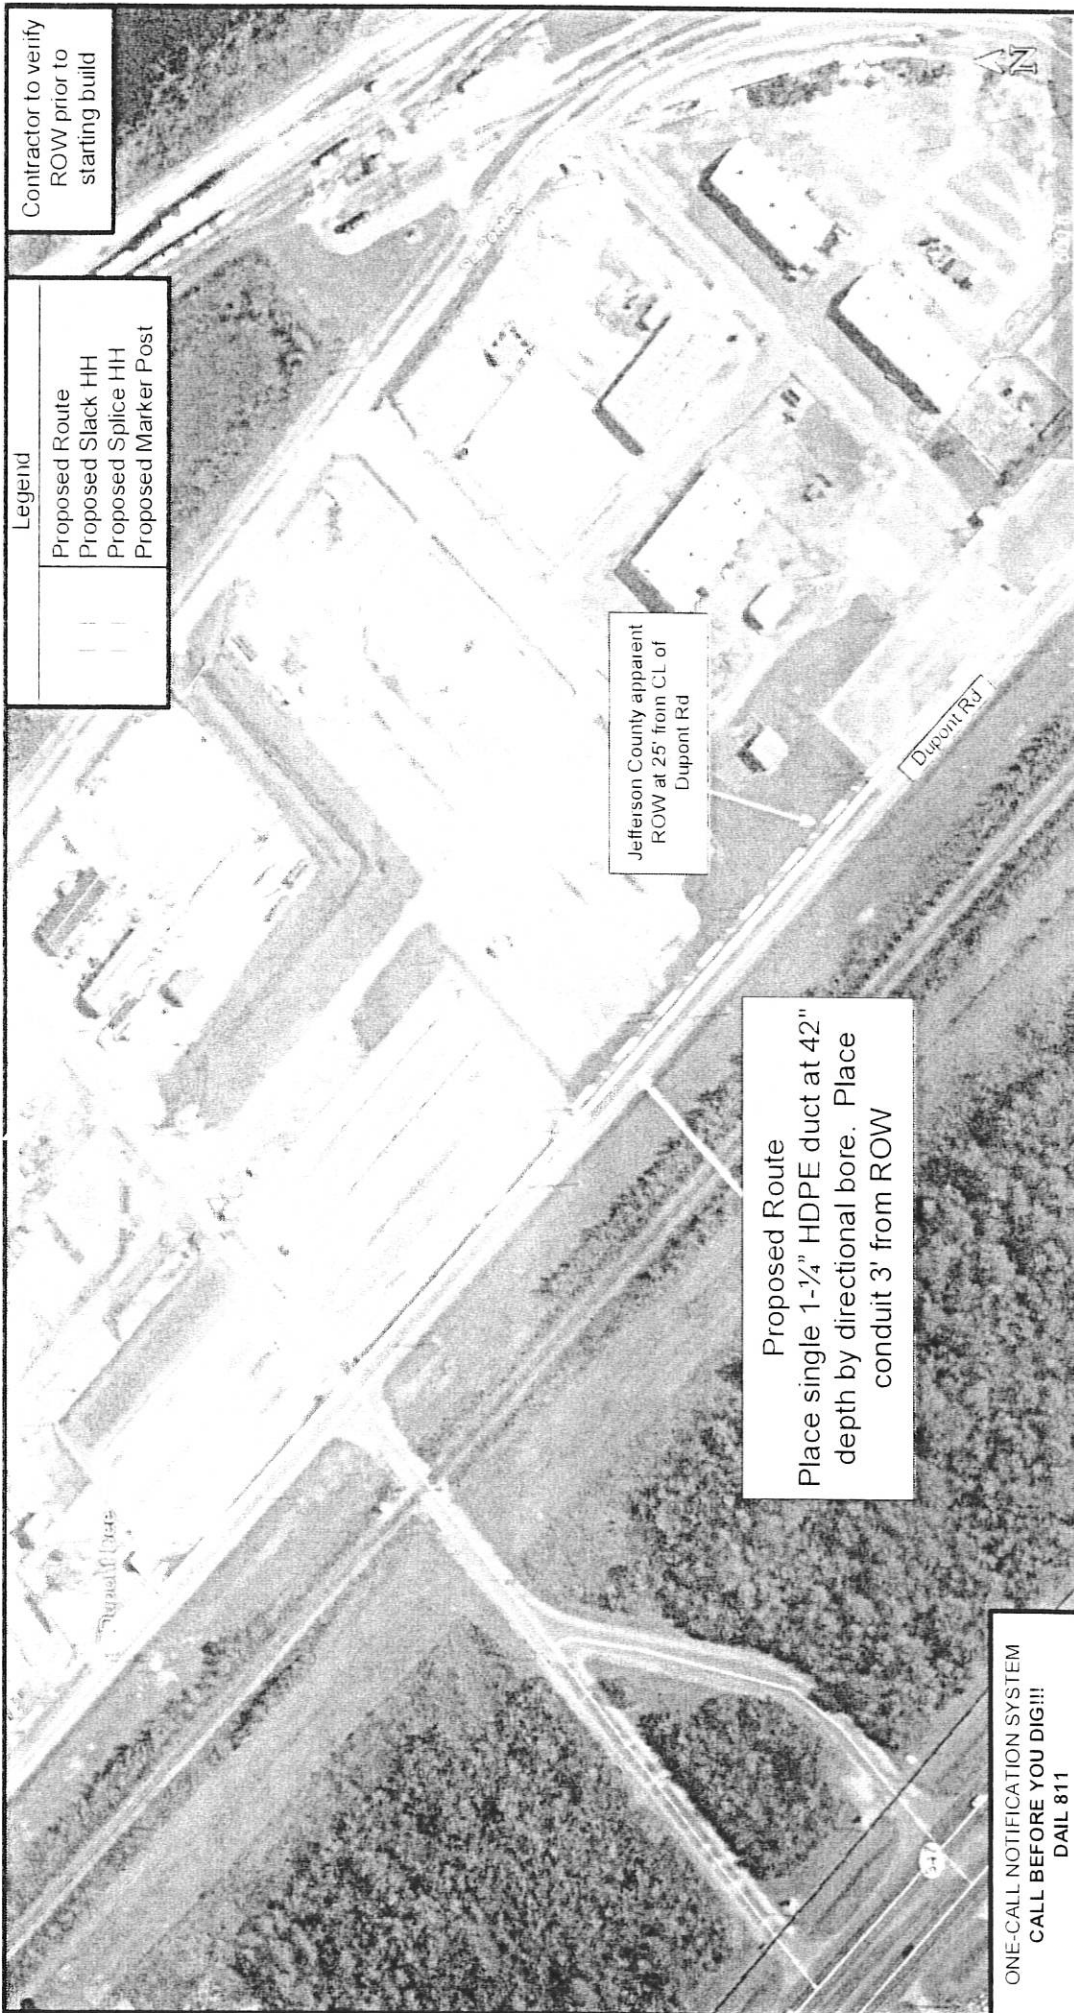 Contractor to verify
ROW prior to
starting build
Legend
Proposed Route
Proposed Slack HH
Proposed Splice HH
Proposed Marker Post
N
Jefferson County apparent
ROW at 25' from CL of
Dupont Rd
Dupont Rd
Proposed Route
Place single 1-¼" HDPE duct at 42"
depth by directional bore. Place
conduit 3' from ROW
347
ONE-CALL NOTIFICATION SYSTEM
CALL BEFORE YOU DIG!!!
DAIL 811